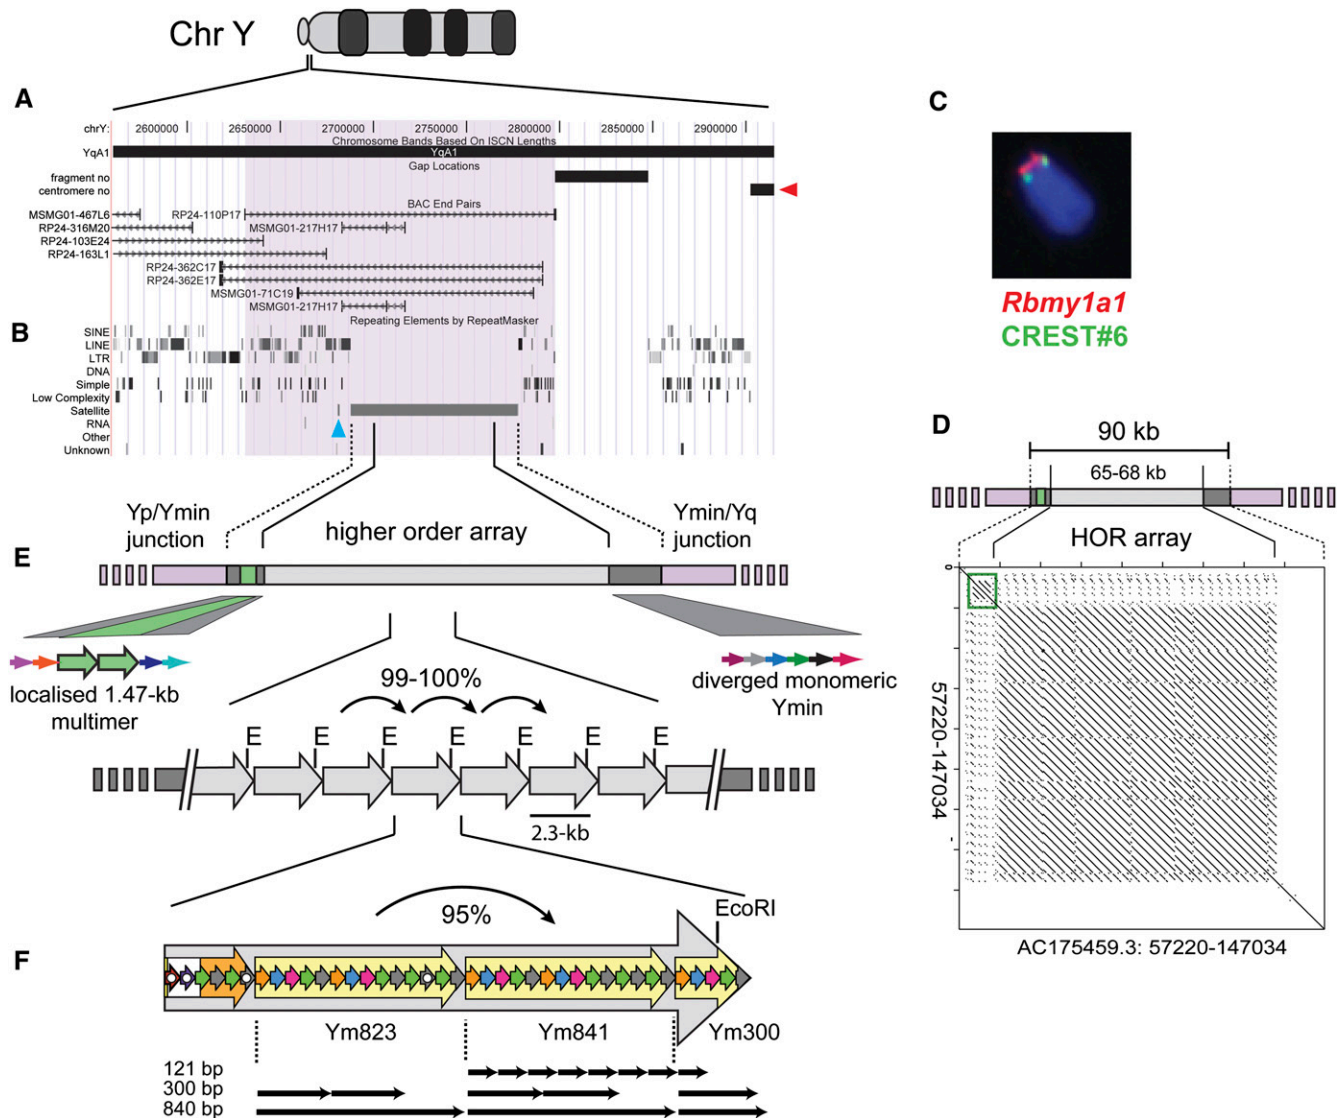 Chr Y
A
chrY:
2600000
2650000
2700000
2750000
2800000
2850000
2900000
Chromosome Bands Based On ISCN Lengths
YqA1
YqA1
Gap Locations
fragment no
centromere no
BAC End Pairs
MSMG01-467L6
RP24-110P17
RP24-316M20
MSMG01-217H17
RP24-103E24
RP24-163L1
RP24-362C17
RP24-362E17
MSMG01-71C19
MSMG01-217H17
Repeating Elements by RepeatMasker
B
SINE
LINE
LTR
DNA
Simple
Low Complexity
Satellite
RNA
Other
Unknown
C
Rbmy1a1
CREST#6
D
90 kb
65-68 kb
HOR array
0
57220-147034
AC175459.3: 57220-147034
Yp/Ymin
junction
higher order array
Ymin/Yq
junction
E
localised 1.47-kb
multimer
99-100%
diverged monomeric
Ymin
E E E E E E E
2.3-kb
95%
EcoRI
F
Ym823
Ym841
Ym300
121 bp
300 bp
840 bp